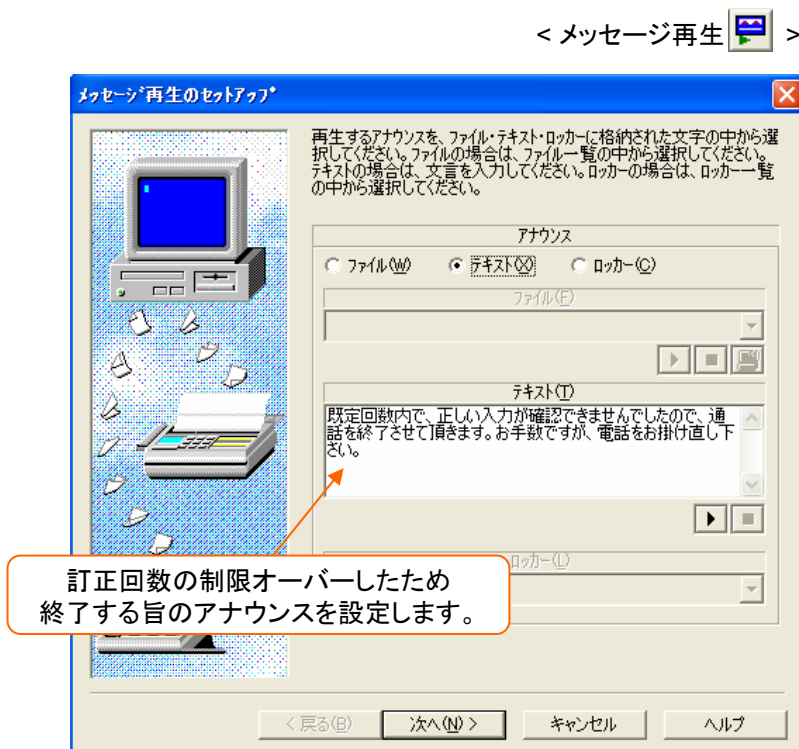 < メッセージ再生 >
メッセージ再生のセットアップ
再生するアナウンスを、ファイル・テキスト・ロッカーに格納された文字の中から選
択してください。ファイルの場合は、ファイル一覧の中から選択してください。
テキストの場合は、文言を入力してください。ロッカーの場合は、ロッカー一覧
の中から選択してください。
アナウンス
ファイル(W) テキスト(X) ロッカー(C)
ファイル(F)
テキスト(T)
既定回数内で、正しい入力が確認できませんでしたので、通
話を終了させて頂きます。お手数ですが、電話をお掛け直し下
さい。
ロッカー(L)
訂正回数の制限オーバーしたため
終了する旨のアナウンスを設定します。
< 戻る(B) 次へ(N) > キャンセル ヘルプ